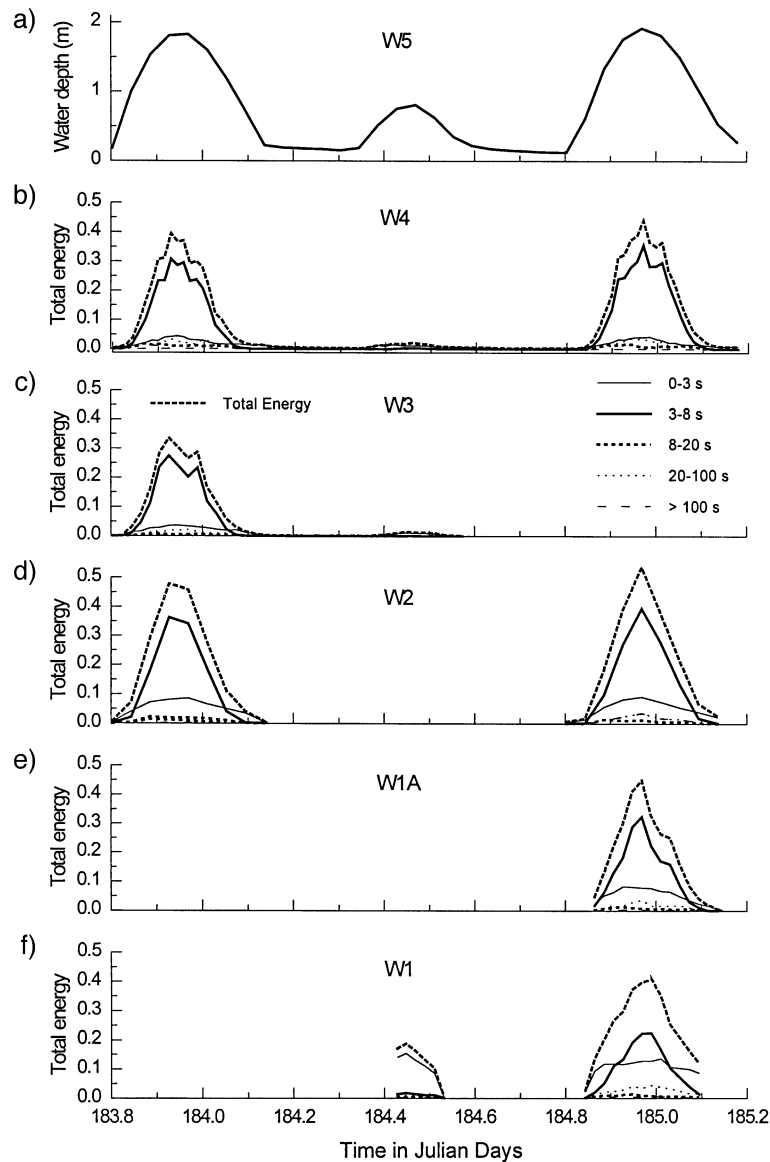 a)
Water depth (m)
2
1
0
W5
b)
Total energy
0.5
0.4
0.3
0.2
0.1
0.0
W4
c)
Total energy
0.5
0.4
0.3
0.2
0.1
0.0
Total Energy
W3
0-3 s
3-8 s
8-20 s
20-100 s
> 100 s
d)
Total energy
0.5
0.4
0.3
0.2
0.1
0.0
W2
e)
Total energy
0.5
0.4
0.3
0.2
0.1
0.0
W1A
f)
Total energy
0.5
0.4
0.3
0.2
0.1
0.0
W1
183.8 184.0 184.2 184.4 184.6 184.8 185.0 185.2
Time in Julian Days